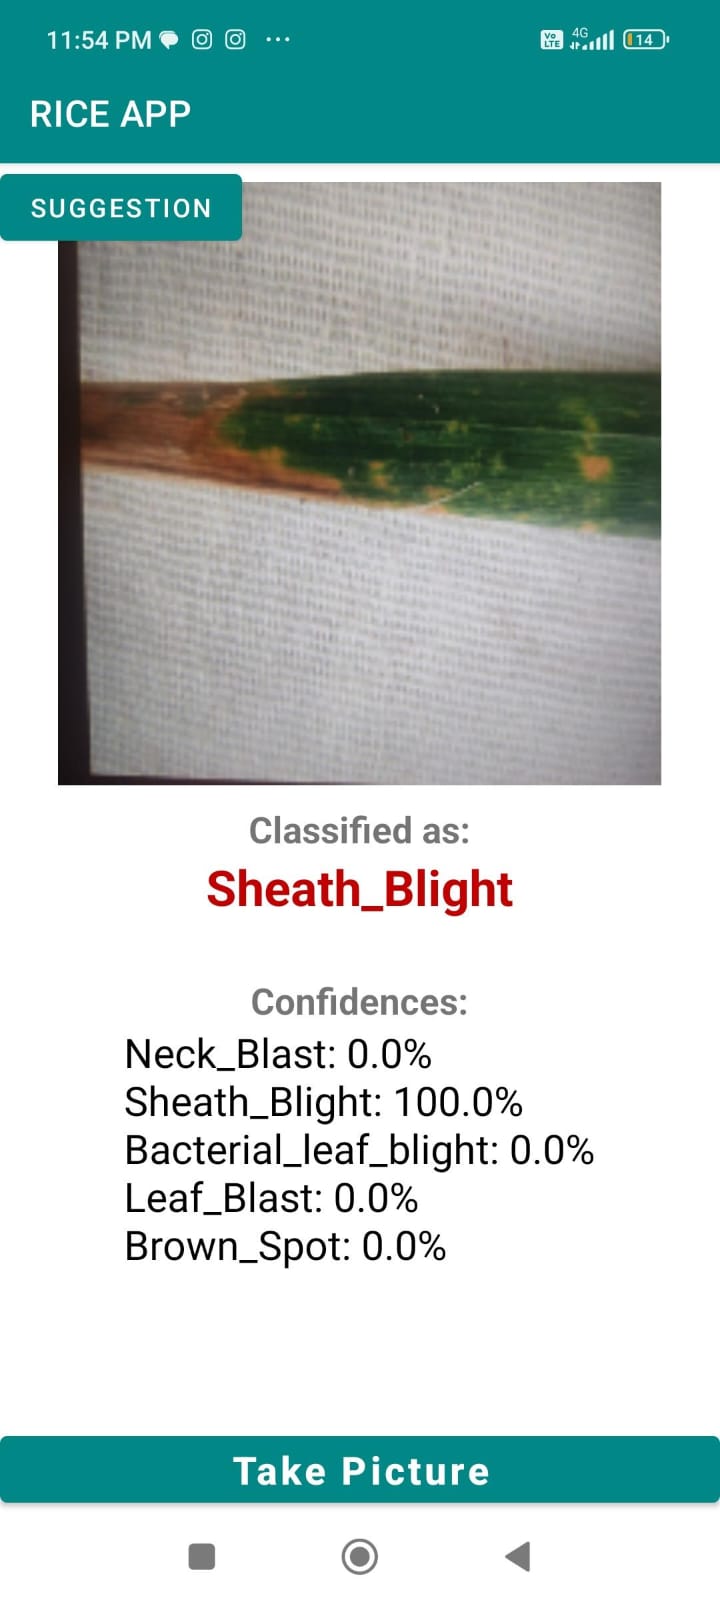 11:54 PM ...
Vo LTE 4G 14
RICE APP
SUGGESTION
Classified as:
Sheath_Blight
Confidences:
Neck_Blast: 0.0%
Sheath_Blight: 100.0%
Bacterial_leaf_blight: 0.0%
Leaf_Blast: 0.0%
Brown_Spot: 0.0%
Take Picture